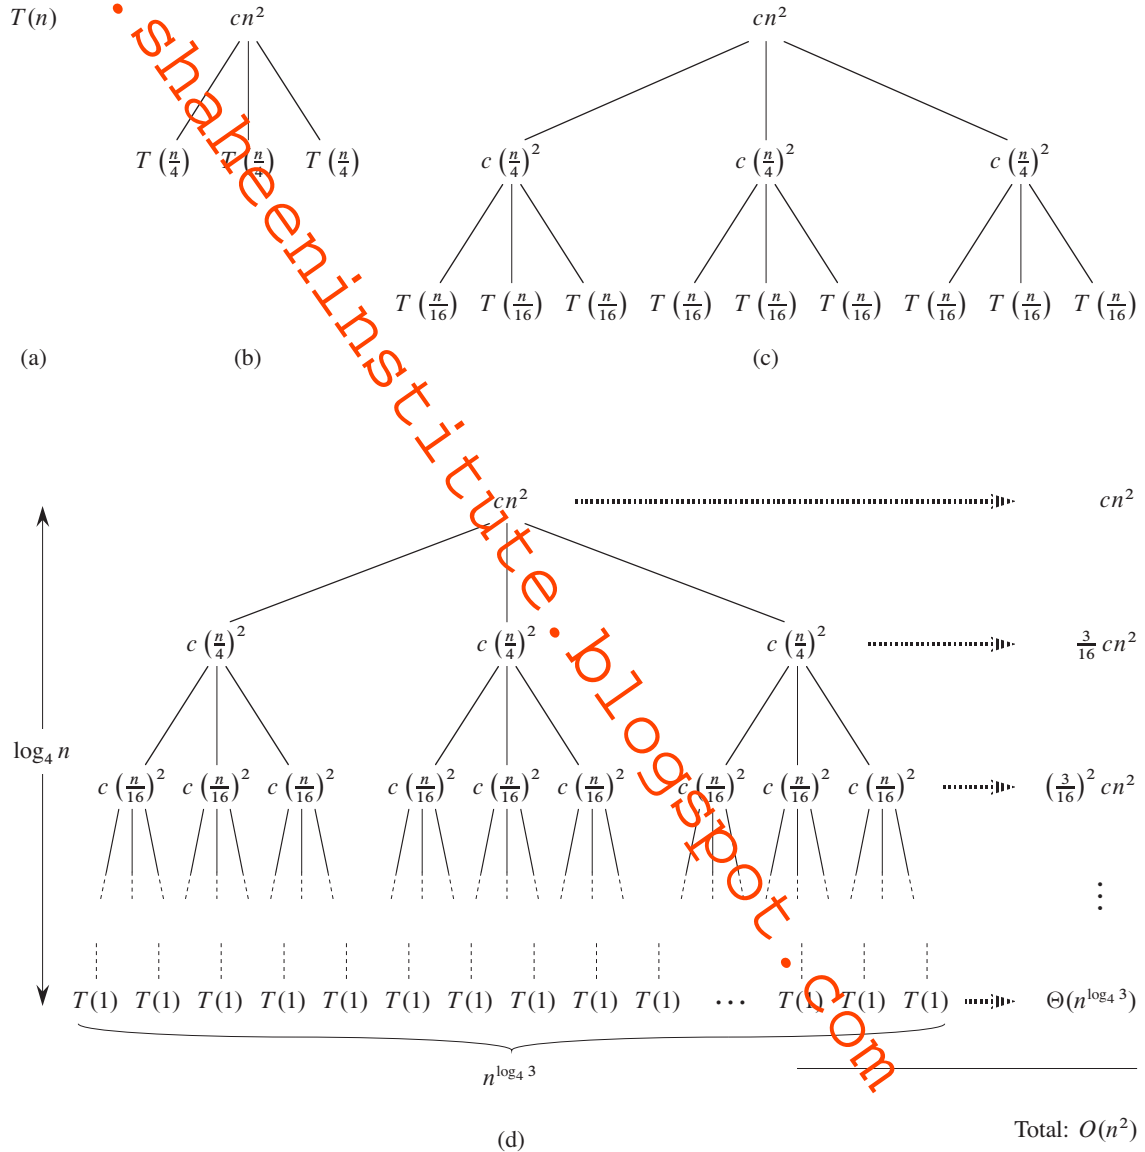 T(n) cn² cn²
T(n/4) T(n/4) T(n/4) c(n/4)² c(n/4)² c(n/4)²
T(n/16) T(n/16) T(n/16) T(n/16) T(n/16) T(n/16) T(n/16) T(n/16) T(n/16)
(a) (b) (c)
cn² cn²
c(n/4)² c(n/4)² c(n/4)² 3/16 cn²
log₄ n
c(n/16)² c(n/16)² c(n/16)² c(n/16)² c(n/16)² c(n/16)² c(n/16)² c(n/16)² c(n/16)² (3/16)² cn²
⋮
T(1) T(1) T(1) T(1) T(1) T(1) T(1) T(1) T(1) T(1) ... T(1) T(1) T(1) Θ(n^(log₄ 3))
n^(log₄ 3)
(d)
Total: O(n²)
.shaheeninstitute.blogspot.com